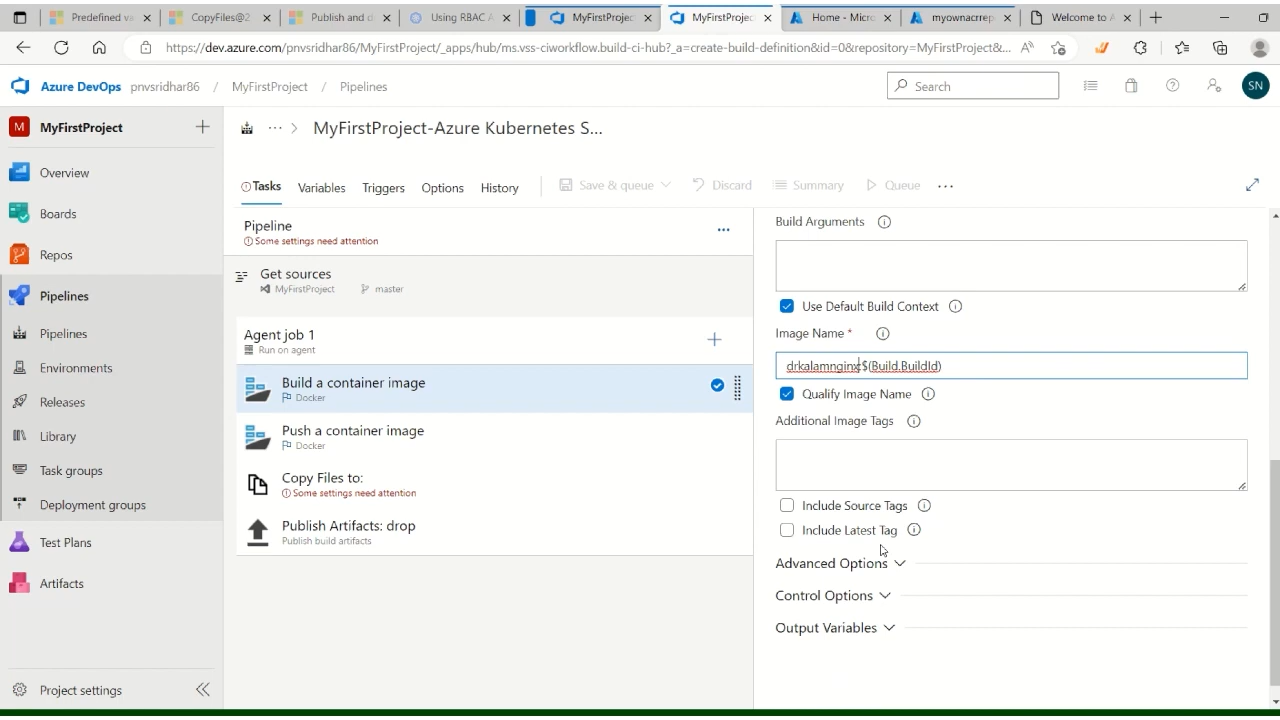 Predefined va
CopyFiles@2
Publish and d
Using RBAC A
MyFirstProjec
MyFirstProjec
Home - Micro
myownacrrep
Welcome to A
https://dev.azure.com/pnvsridhar86/MyFirstProject/_apps/hub/ms.vss-ciworkflow.build-ci-hub?_a=create-build-definition&id=0&repository=MyFirstProject&...
Azure DevOps pnvsridhar86 / MyFirstProject / Pipelines
Search
SN
M MyFirstProject
Overview
Boards
Repos
Pipelines
Pipelines
Environments
Releases
Library
Task groups
Deployment groups
Test Plans
Artifacts
Project settings
... > MyFirstProject-Azure Kubernetes S...
Tasks Variables Triggers Options History Save & queue Discard Summary Queue ...
Pipeline
Some settings need attention
Get sources
MyFirstProject master
Agent job 1
Run on agent
Build a container image
Docker
Push a container image
Docker
Copy Files to:
Some settings need attention
Publish Artifacts: drop
Publish build artifacts
Build Arguments
Use Default Build Context
Image Name *
drkalamnginx:$(Build.BuildId)
Qualify Image Name
Additional Image Tags
Include Source Tags
Include Latest Tag
Advanced Options
Control Options
Output Variables